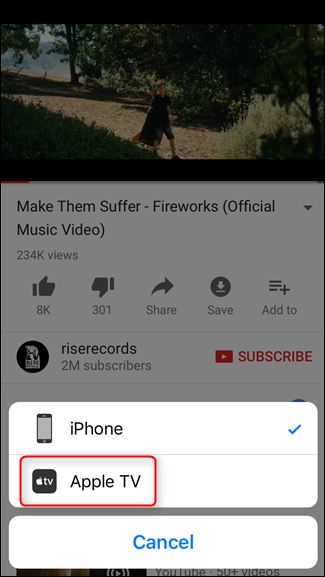 Make Them Suffer - Fireworks (Official
Music Video)
234K views
8K
301
Share
Save
Add to
riserecords
2M subscribers
SUBSCRIBE
iPhone
tv
Apple TV
Cancel
YouTube · 50+ videos